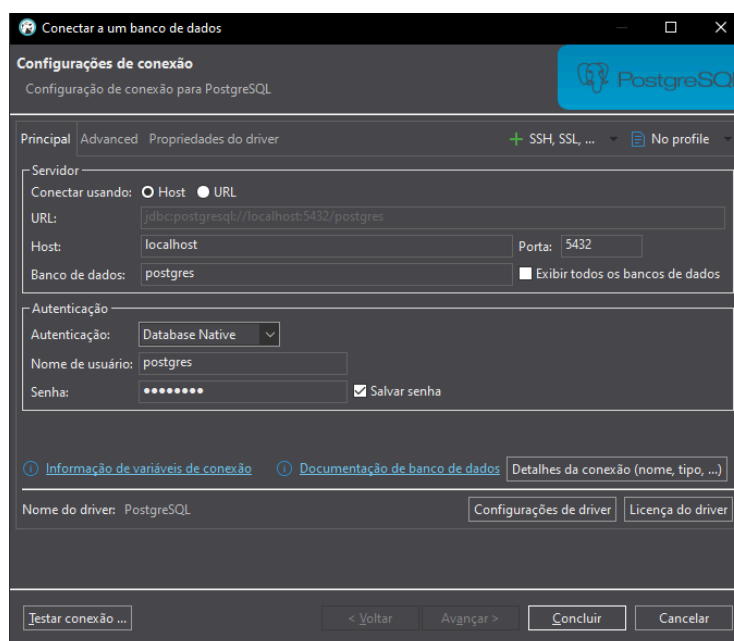 Conectar a um banco de dados
Configurações de conexão
Configuração de conexão para PostgreSQL
PostgreSQ
Principal Advanced Propriedades do driver SSH, SSL, ... No profile
Servidor
Conectar usando: Host URL
URL: jdbc:postgresql://localhost:5432/postgres
Host: localhost Porta: 5432
Banco de dados: postgres Exibir todos os bancos de dados
Autenticação
Autenticação: Database Native
Nome de usuário: postgres
Senha: •••••••• Salvar senha
Informação de variáveis de conexão Documentação de banco de dados Detalhes da conexão (nome, tipo, ...)
Nome do driver: PostgreSQL Configurações de driver Licença do driver
Testar conexão ... < Voltar Avançar > Concluir Cancelar